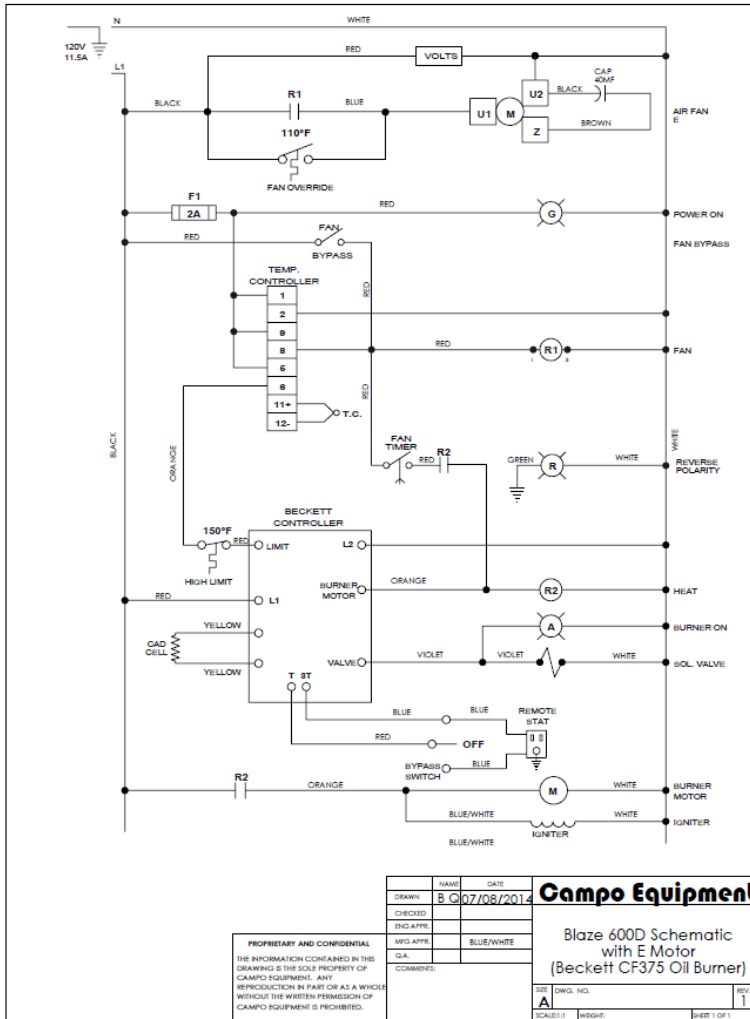 N
WHITE
120V
11.5A
L1
RED
VOLTS
BLACK
R1
BLUE
U1
M
U2
Z
BLACK
CAP
40MF
BROWN
AIR FAN
E
110°F
FAN OVERRIDE
F1
2A
RED
G
POWER ON
RED
FAN
BYPASS
FAN BYPASS
TEMP.
CONTROLLER
1
2
9
8
5
6
11+
12-
T.C.
RED
RED
R1
FAN
RED
FAN
TIMER
RED
R2
GREEN
R
WHITE
REVERSE
POLARITY
WHITE
BLACK
ORANGE
150°F
RED
HIGH LIMIT
BECKETT
CONTROLLER
LIMIT
L2
BURNER
MOTOR
ORANGE
R2
HEAT
RED
L1
YELLOW
CAD
CELL
YELLOW
A
BURNER ON
VALVE
VIOLET
VIOLET
WHITE
SOL. VALVE
T
ST
BLUE
BLUE
REMOTE
STAT
RED
OFF
BYPASS
SWITCH
BLUE
R2
ORANGE
M
WHITE
BURNER
MOTOR
BLUE/WHITE
IGNITER
WHITE
IGNITER
BLUE/WHITE
NAME
DATE
DRAWN
B Q
07/08/2014
CHECKED
ENG APPR.
MFG APPR.
BLUE/WHITE
Q.A.
COMMENTS:
PROPRIETARY AND CONFIDENTIAL
THE INFORMATION CONTAINED IN THIS
DRAWING IS THE SOLE PROPERTY OF
CAMPO EQUIPMENT. ANY
REPRODUCTION IN PART OR AS A WHOLE
WITHOUT THE WRITTEN PERMISSION OF
CAMPO EQUIPMENT IS PROHIBITED.
Campo Equipment
Blaze 600D Schematic
with E Motor
(Beckett CF375 Oil Burner)
SIZE
A
DWG. NO.
REV.
1
SCALE:1:1
WEIGHT:
SHEET 1 OF 1